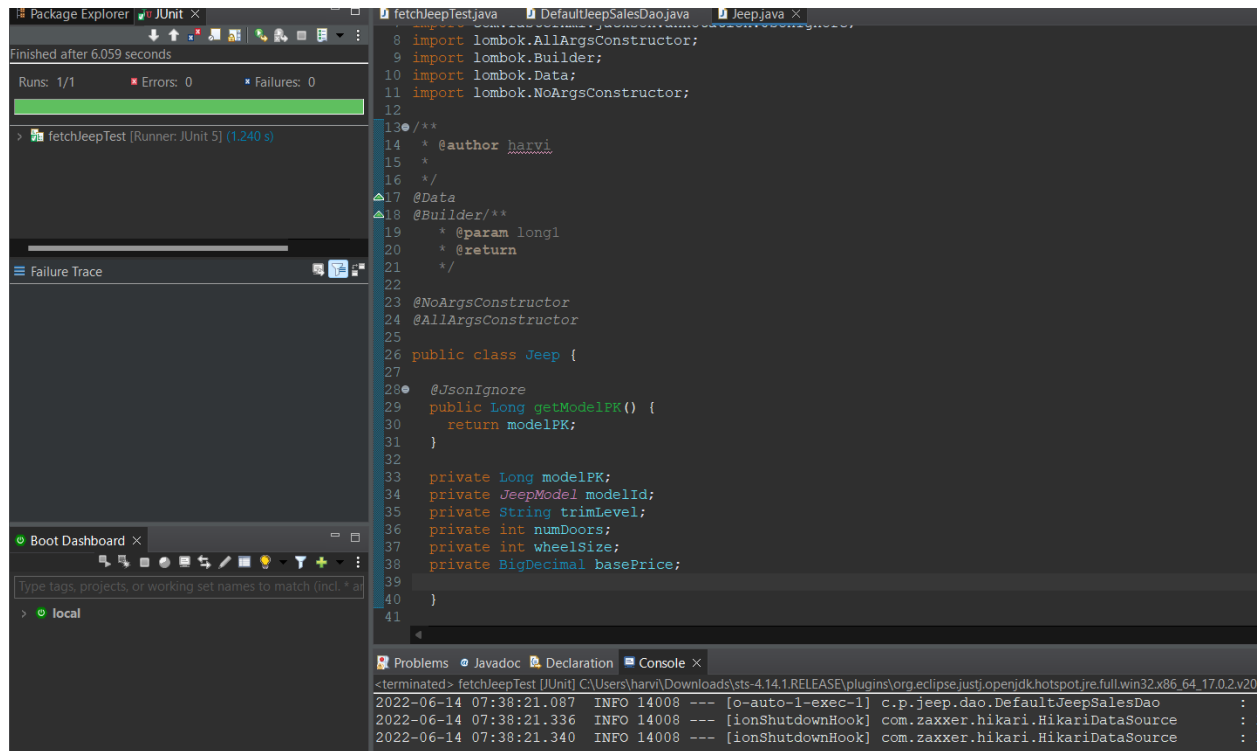 Package Explorer JUnit
Finished after 6.059 seconds
Runs: 1/1 Errors: 0 Failures: 0
fetchJeepTest [Runner: JUnit 5] (1.240 s)
Failure Trace
Boot Dashboard
Type tags, projects, or working set names to match (incl. * an
local
fetchJeepTest.java DefaultJeepSalesDao.java Jeep.java
8 import lombok.AllArgsConstructor;
9 import lombok.Builder;
10 import lombok.Data;
11 import lombok.NoArgsConstructor;
12
13 /**
14 * @author harvi
15 *
16 */
17 @Data
18 @Builder/**
19 * @param long1
20 * @return
21 */
22
23 @NoArgsConstructor
24 @AllArgsConstructor
25
26 public class Jeep {
27
28 @JsonIgnore
29 public Long getModelPK() {
30 return modelPK;
31 }
32
33 private Long modelPK;
34 private JeepModel modelId;
35 private String trimLevel;
36 private int numDoors;
37 private int wheelSize;
38 private BigDecimal basePrice;
39
40 }
41
Problems Javadoc Declaration Console
<terminated> fetchJeepTest [JUnit] C:\Users\harvi\Downloads\sts-4.14.1.RELEASE\plugins\org.eclipse.justj.openjdk.hotspot.jre.full.win32.x86_64_17.0.2.v20
2022-06-14 07:38:21.087 INFO 14008 --- [o-auto-1-exec-1] c.p.jeep.dao.DefaultJeepSalesDao :
2022-06-14 07:38:21.336 INFO 14008 --- [ionShutdownHook] com.zaxxer.hikari.HikariDataSource :
2022-06-14 07:38:21.340 INFO 14008 --- [ionShutdownHook] com.zaxxer.hikari.HikariDataSource :